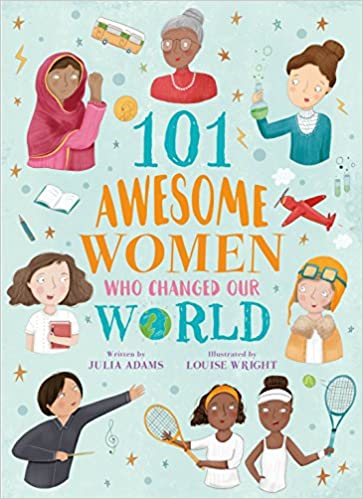 101
AWESOME
WOMEN
WHO CHANGED OUR
WORLD
Written by Illustrated by
JULIA ADAMS LOUISE WRIGHT